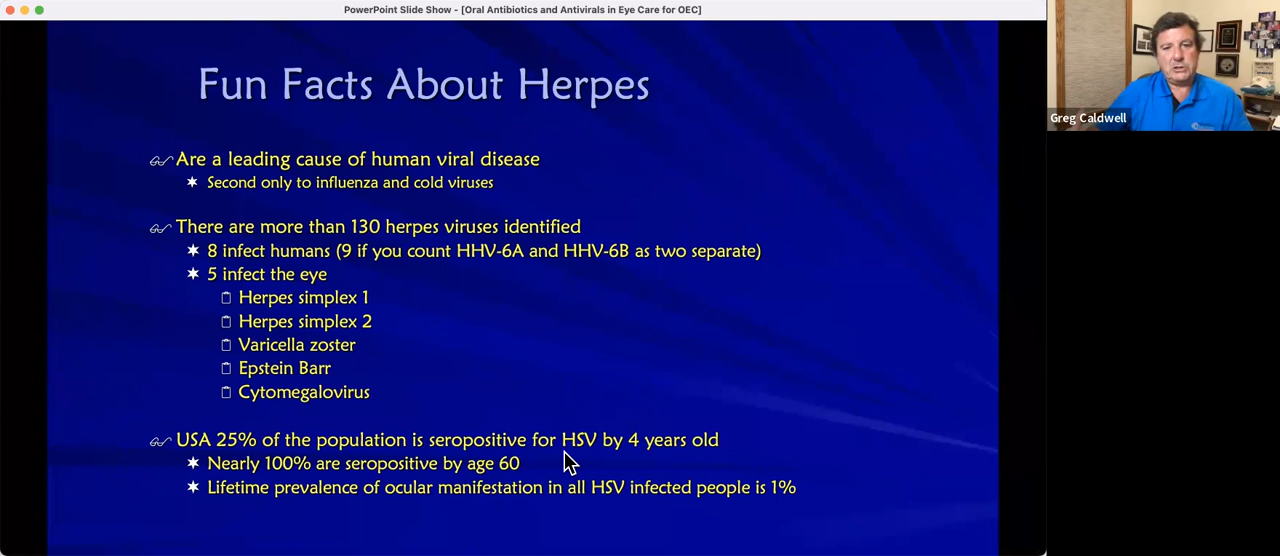 PowerPoint Slide Show - [Oral Antibiotics and Antivirals in Eye Care for OEC]
Fun Facts About Herpes
Are a leading cause of human viral disease
Second only to influenza and cold viruses
There are more than 130 herpes viruses identified
8 infect humans (9 if you count HHV-6A and HHV-6B as two separate)
5 infect the eye
Herpes simplex 1
Herpes simplex 2
Varicella zoster
Epstein Barr
Cytomegalovirus
USA 25% of the population is seropositive for HSV by 4 years old
Nearly 100% are seropositive by age 60
Lifetime prevalence of ocular manifestation in all HSV infected people is 1%
Greg Caldwell